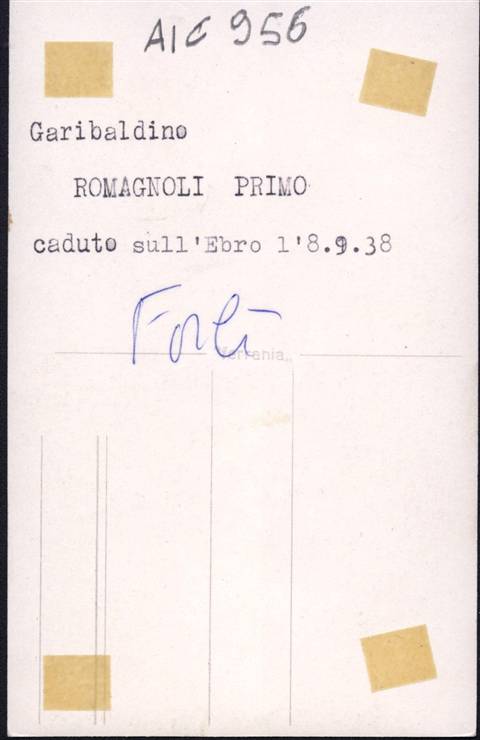 AIC 956
Garibaldino
ROMAGNOLI PRIMO
caduto sull'Ebro l'8.9.38
Forlì
Ferrania